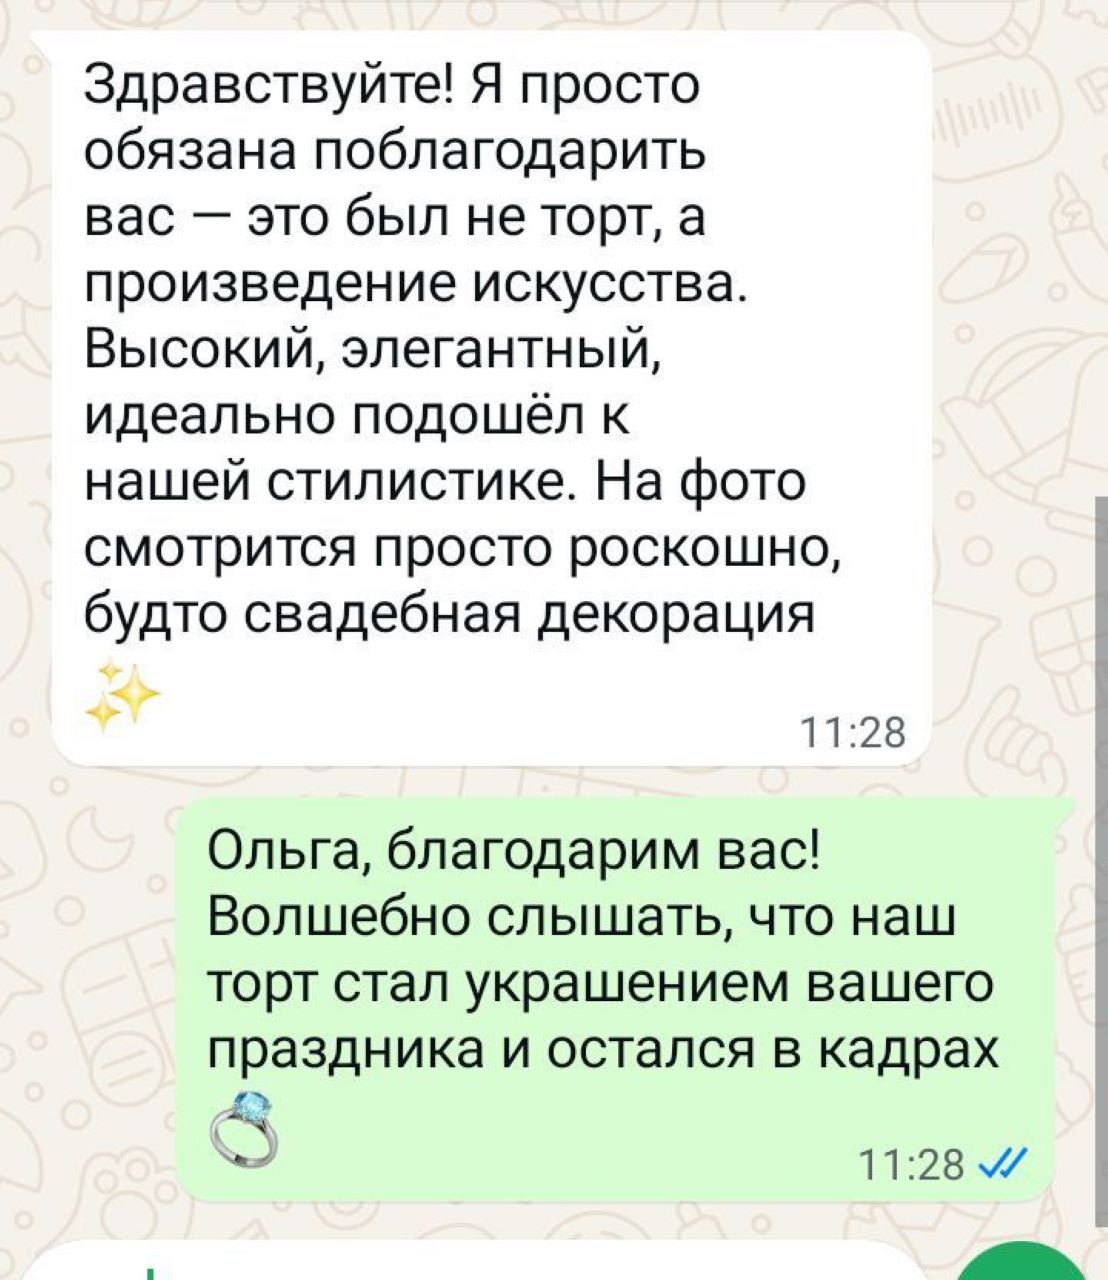 Здравствуйте! Я просто
обязана поблагодарить
вас — это был не торт, а
произведение искусства.
Высокий, элегантный,
идеально подошёл к
нашей стилистике. На фото
смотрится просто роскошно,
будто свадебная декорация
✨
11:28
Ольга, благодарим вас!
Волшебно слышать, что наш
торт стал украшением вашего
праздника и остался в кадрах
💍
11:28